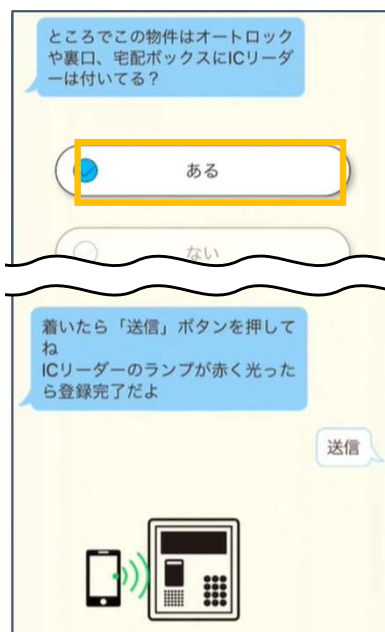 ところでこの物件はオートロック
や裏口、宅配ボックスにICリーダ
ーは付いてる？
ある
ない
着いたら「送信」ボタンを押して
ね
ICリーダーのランプが赤く光った
ら登録完了だよ
送信